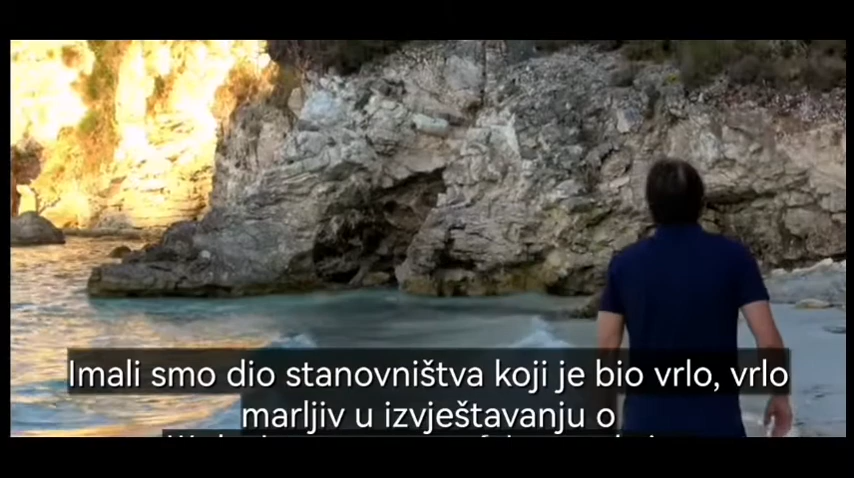 Imali smo dio stanovništva koji je bio vrlo, vrlo
marljiv u izvještavanju o